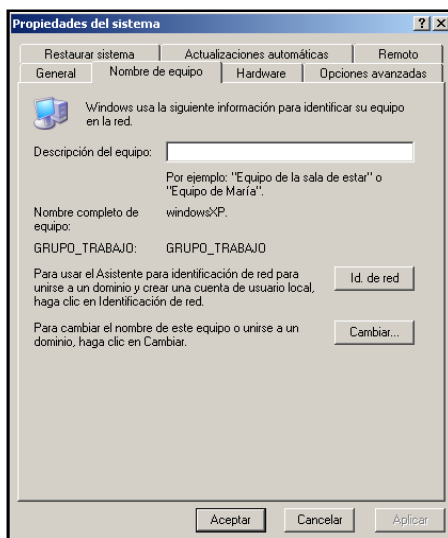 Propiedades del sistema
Restaurar sistema
Actualizaciones automáticas
Remoto
General
Nombre de equipo
Hardware
Opciones avanzadas
Windows usa la siguiente información para identificar su equipo
en la red.
Descripción del equipo:
Por ejemplo: "Equipo de la sala de estar" o
"Equipo de María".
Nombre completo de
equipo:
windowsXP.
GRUPO_TRABAJO:
GRUPO_TRABAJO
Para usar el Asistente para identificación de red para
unirse a un dominio y crear una cuenta de usuario local,
haga clic en Identificación de red.
Id. de red
Para cambiar el nombre de este equipo o unirse a un
dominio, haga clic en Cambiar.
Cambiar...
Aceptar
Cancelar
Aplicar